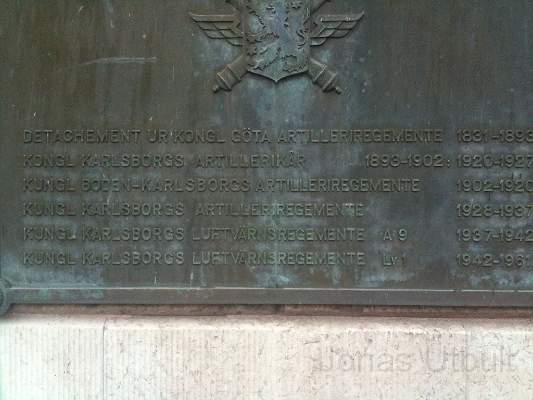 DETACHEMENT UR KONGL GÖTA ARTILLERIREGEMENTE 1831-1893
KONGL KARLSBORGS ARTILLERIKÅR 1893-1902; 1920-1927
KUNGL BODEN-KARLSBORGS ARTILLERIREGEMENTE 1902-1920
KUNGL KARLSBORGS ARTILLERIREGEMENTE 1928-1937
KUNGL KARLSBORGS LUFTVÄRNSREGEMENTE A 9 1937-1942
KUNGL KARLSBORGS LUFTVÄRNSREGEMENTE Lv 1 1942-1961
Jonas Utbult